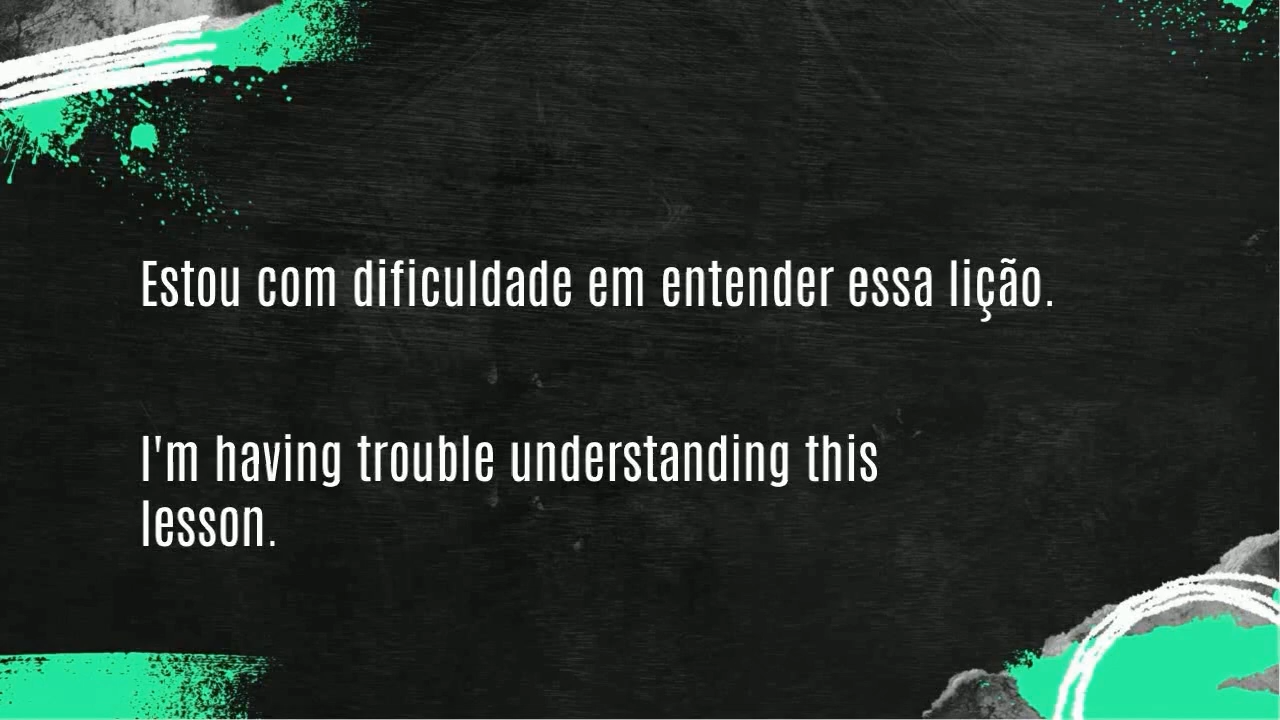 Estou com dificuldade em entender essa lição.
I'm having trouble understanding this
lesson.